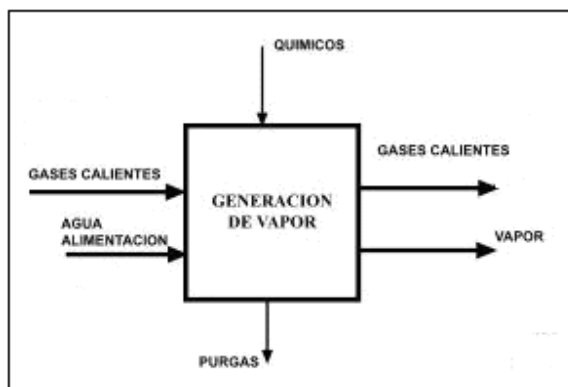 QUIMICOS
GASES CALIENTES
GASES CALIENTES
GENERACION
DE VAPOR
AGUA
ALIMENTACION
VAPOR
PURGAS